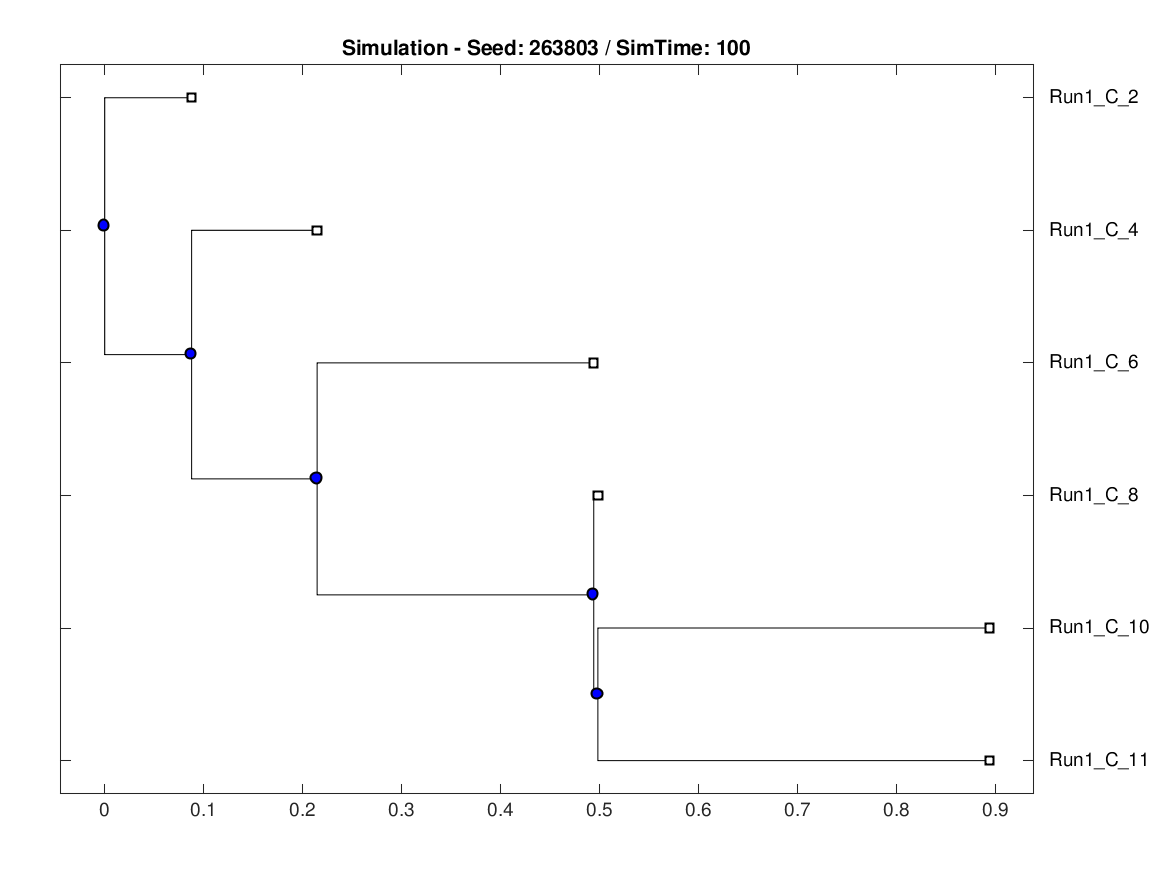 Simulation - Seed: 263803 / SimTime: 100
Run1_C_2
Run1_C_4
Run1_C_6
Run1_C_8
Run1_C_10
Run1_C_11
0 0.1 0.2 0.3 0.4 0.5 0.6 0.7 0.8 0.9